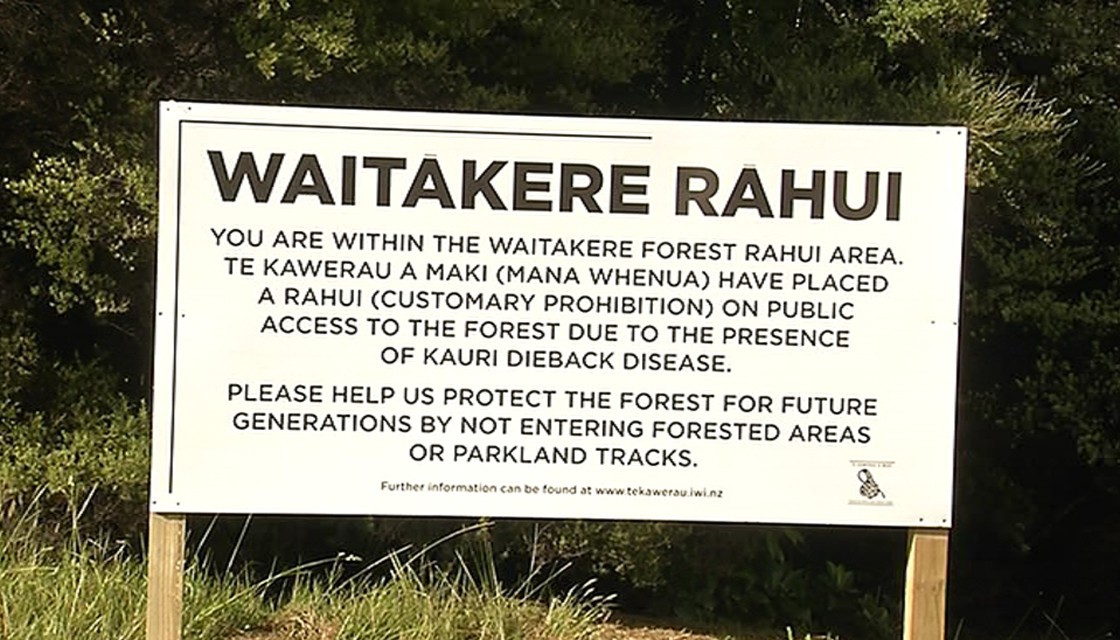 WAITĀKERE RĀHUI
YOU ARE WITHIN THE WAITAKERE FOREST RAHUI AREA.
TE KAWERAU A MAKI (MANA WHENUA) HAVE PLACED
A RAHUI (CUSTOMARY PROHIBITION) ON PUBLIC
ACCESS TO THE FOREST DUE TO THE PRESENCE
OF KAURI DIEBACK DISEASE.
PLEASE HELP US PROTECT THE FOREST FOR FUTURE
GENERATIONS BY NOT ENTERING FORESTED AREAS
OR PARKLAND TRACKS.
Further information can be found at www.tekawerau.iwi.nz